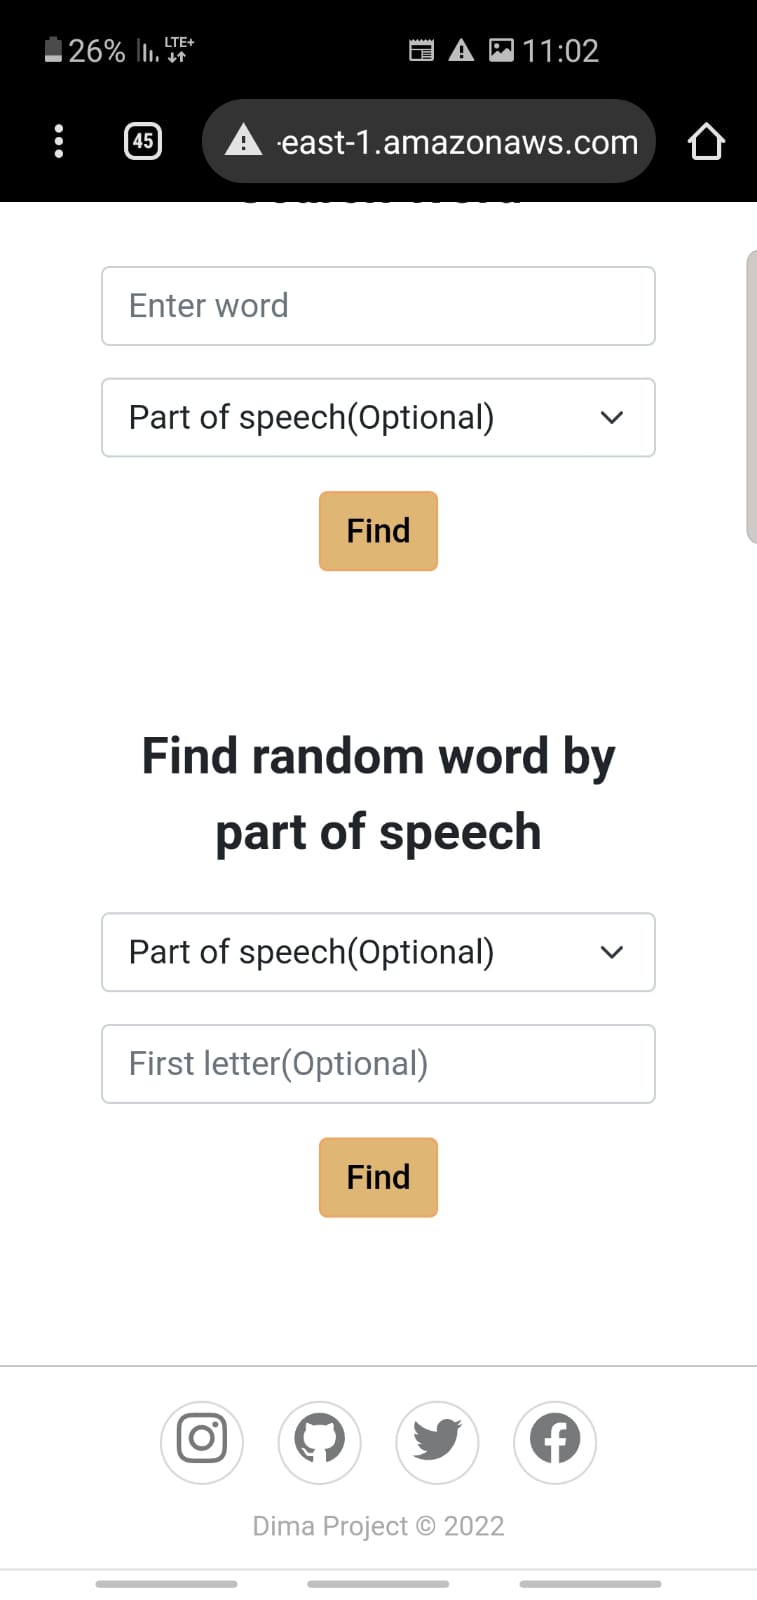 26% LTE+ 11:02
45 -east-1.amazonaws.com
Enter word
Part of speech(Optional)
Find
Find random word by
part of speech
Part of speech(Optional)
First letter(Optional)
Find
Dima Project © 2022